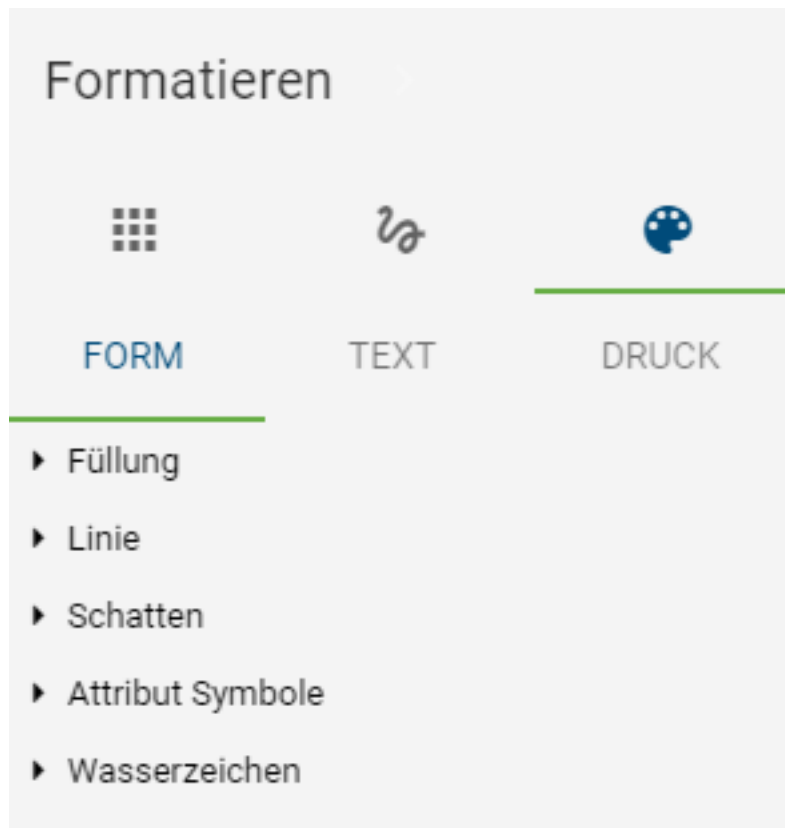 Formatieren
FORM TEXT DRUCK
Füllung
Linie
Schatten
Attribut Symbole
Wasserzeichen